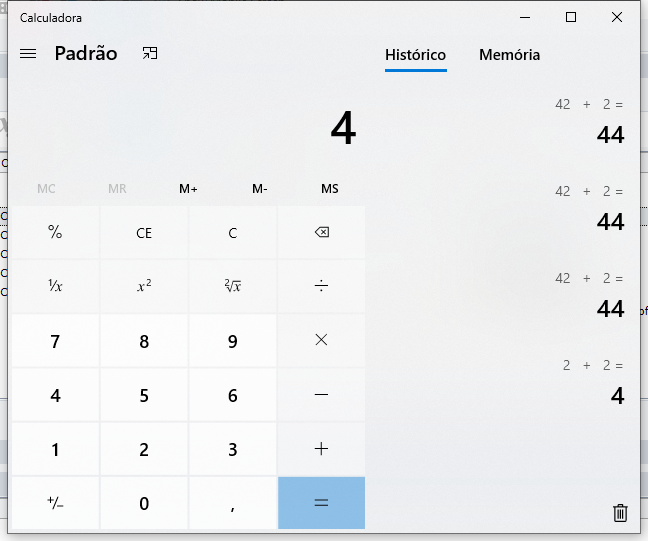 Calculadora
Padrão
Histórico Memória
4
42 + 2 =
44
42 + 2 =
44
42 + 2 =
44
2 + 2 =
4
MC MR M+ M- MS
% CE C
¹/x x² ²√x ÷
7 8 9 ×
4 5 6 −
1 2 3 +
+/− 0 , =